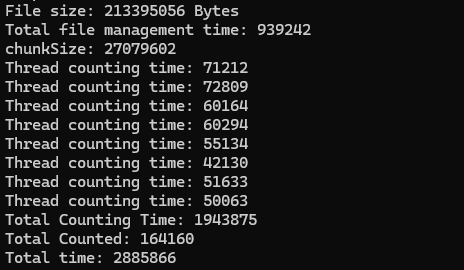 File size: 213395056 Bytes
Total file management time: 939242
chunkSize: 27079602
Thread counting time: 71212
Thread counting time: 72809
Thread counting time: 60164
Thread counting time: 60294
Thread counting time: 55134
Thread counting time: 42130
Thread counting time: 51633
Thread counting time: 50063
Total Counting Time: 1943875
Total Counted: 164160
Total time: 2885866